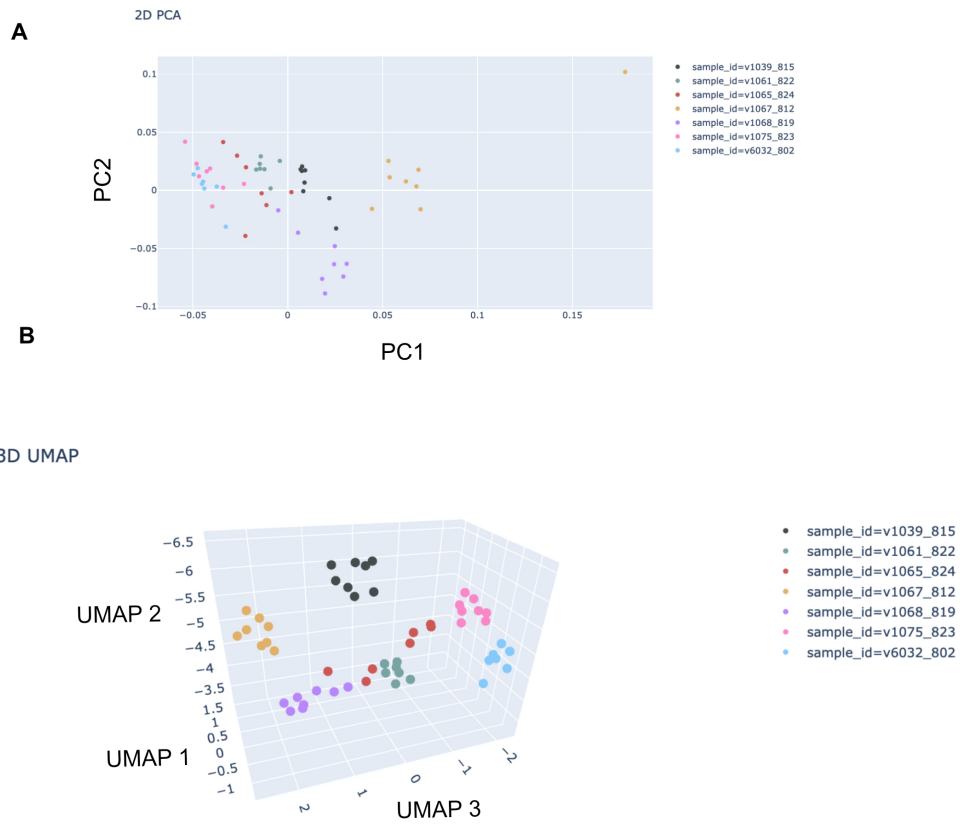 2D PCA
A
sample_id=v1039_815
sample_id=v1061_822
sample_id=v1065_824
sample_id=v1067_812
sample_id=v1068_819
sample_id=v1075_823
sample_id=v6032_802
0.1
0.05
0
−0.05
−0.1
PC2
−0.05 0 0.05 0.1 0.15
PC1
B
3D UMAP
sample_id=v1039_815
sample_id=v1061_822
sample_id=v1065_824
sample_id=v1067_812
sample_id=v1068_819
sample_id=v1075_823
sample_id=v6032_802
−6.5
−6
−5.5
−5
−4.5
−4
−3.5
UMAP 2
1.5
1
0.5
0
−0.5
−1
UMAP 1
2 1 0 −1 −2
UMAP 3